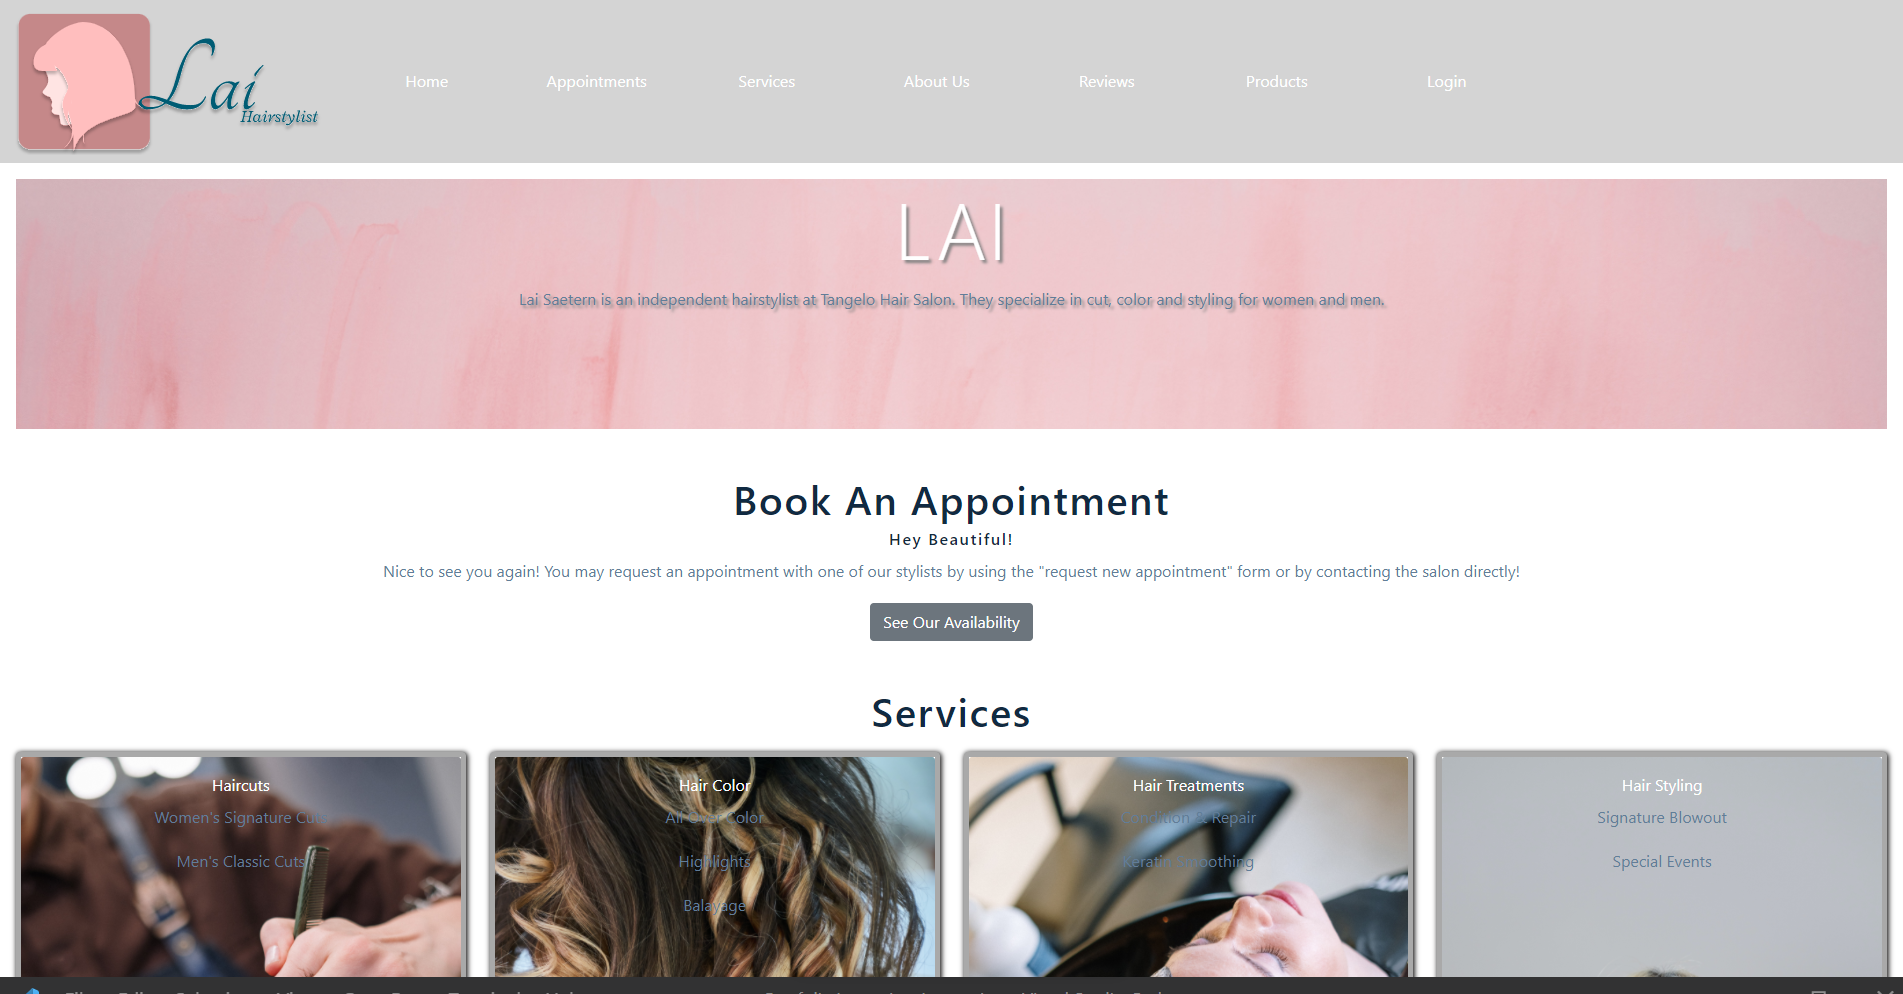 Lai
Hairstylist
Home Appointments Services About Us Reviews Products Login
LAI
Lai Saetern is an independent hairstylist at Tangelo Hair Salon. They specialize in cut, color and styling for women and men.
Book An Appointment
Hey Beautiful!
Nice to see you again! You may request an appointment with one of our stylists by using the "request new appointment" form or by contacting the salon directly!
See Our Availability
Services
Haircuts
Women's Signature Cuts
Men's Classic Cuts
Hair Color
All Over Color
Highlights
Balayage
Hair Treatments
Condition & Repair
Keratin Smoothing
Hair Styling
Signature Blowout
Special Events